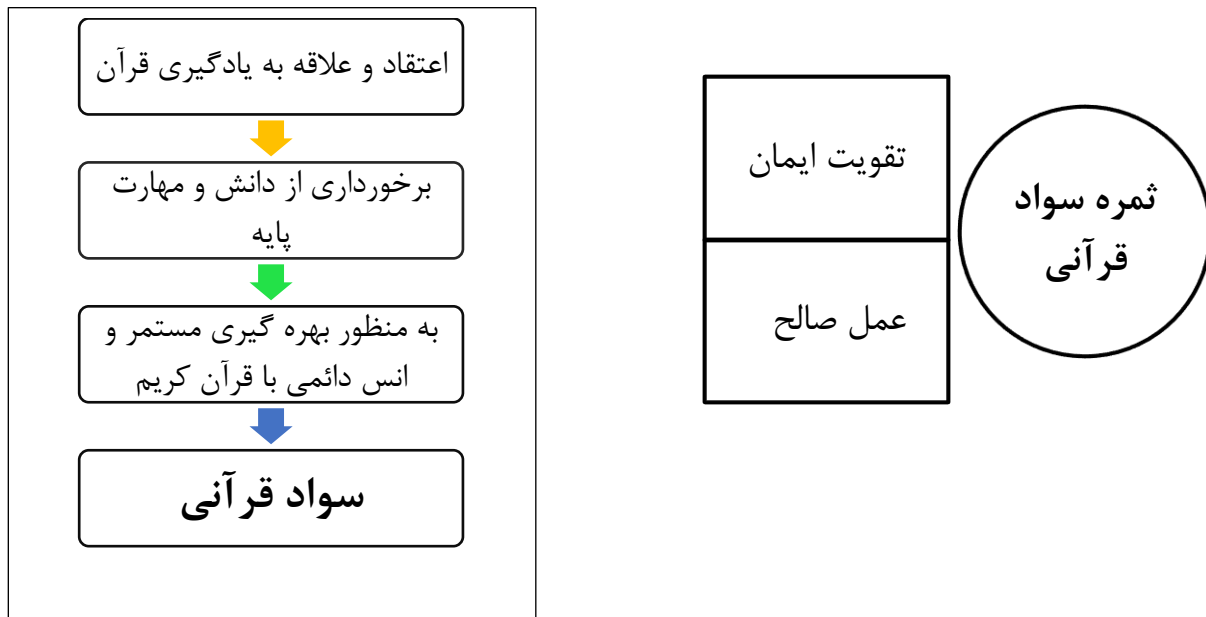 اعتقاد و علاقه به یادگیری قرآن
برخورداری از دانش و مهارت
پایه
به منظور بهره گیری مستمر و
انس دائمی با قرآن کریم
سواد قرآنی
ثمره سواد
قرآنی
تقویت ایمان
عمل صالح